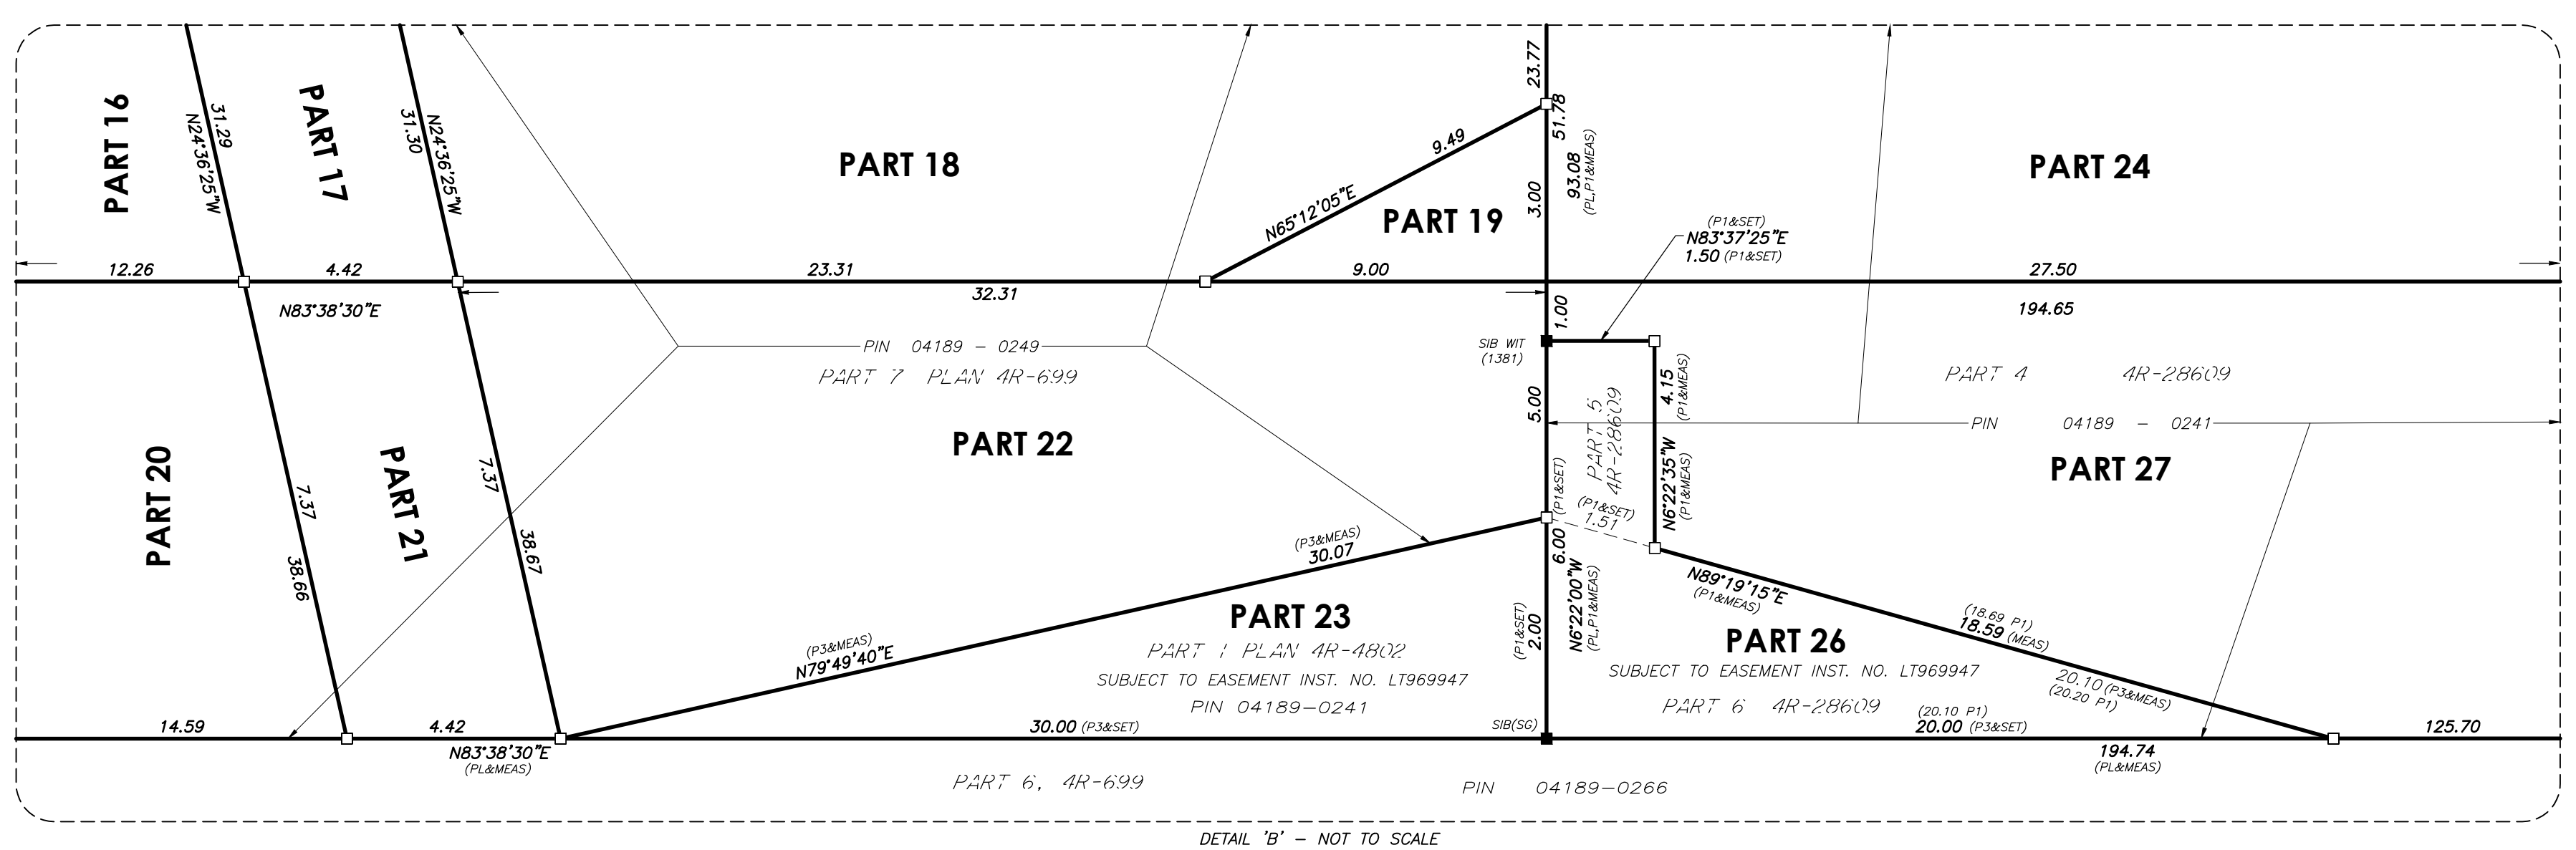 23.77
PART 16
31.29
N24°36'25"W
PART 17
31.30
N24°36'25"W
PART 18
9.49
N65°12'05"E
PART 19
51.78
93.08
(PL,P1&MEAS)
3.00
PART 24
(P1&SET)
N83°37'25"E
1.50 (P1&SET)
12.26
4.42
23.31
9.00
27.50
N83°38'30"E
32.31
1.00
194.65
SIB WIT
(1381)
PIN 04189 - 0249
PART 7 PLAN 4R-699
4.15
(P1&MEAS)
PART 4 4R-28609
5.00
PART 5
4R-28609
PIN 04189 - 0241
PART 22
N6°22'35"W
(P1&MEAS)
PART 27
PART 20
7.37
38.66
PART 21
7.37
38.67
(P1&SET)
6.00
(P1&SET)
1.51
(P3&MEAS)
30.07
N6°22'00"W
(PL,P1&MEAS)
N89°19'15"E
(P1&MEAS)
(18.69 P1)
18.59 (MEAS)
PART 23
(P1&SET)
2.00
PART 26
(P3&MEAS)
N79°49'40"E
PART 1 PLAN 4R-4802
SUBJECT TO EASEMENT INST. NO. LT969947
SUBJECT TO EASEMENT INST. NO. LT969947
20.10 (P3&MEAS)
(20.20 P1)
PIN 04189-0241
PART 6 4R-28609
14.59
4.42
30.00 (P3&SET)
SIB(SG)
(20.10 P1)
20.00 (P3&SET)
125.70
N83°38'30"E
(PL&MEAS)
194.74
(PL&MEAS)
PART 6, 4R-699
PIN 04189-0266
DETAIL 'B' - NOT TO SCALE